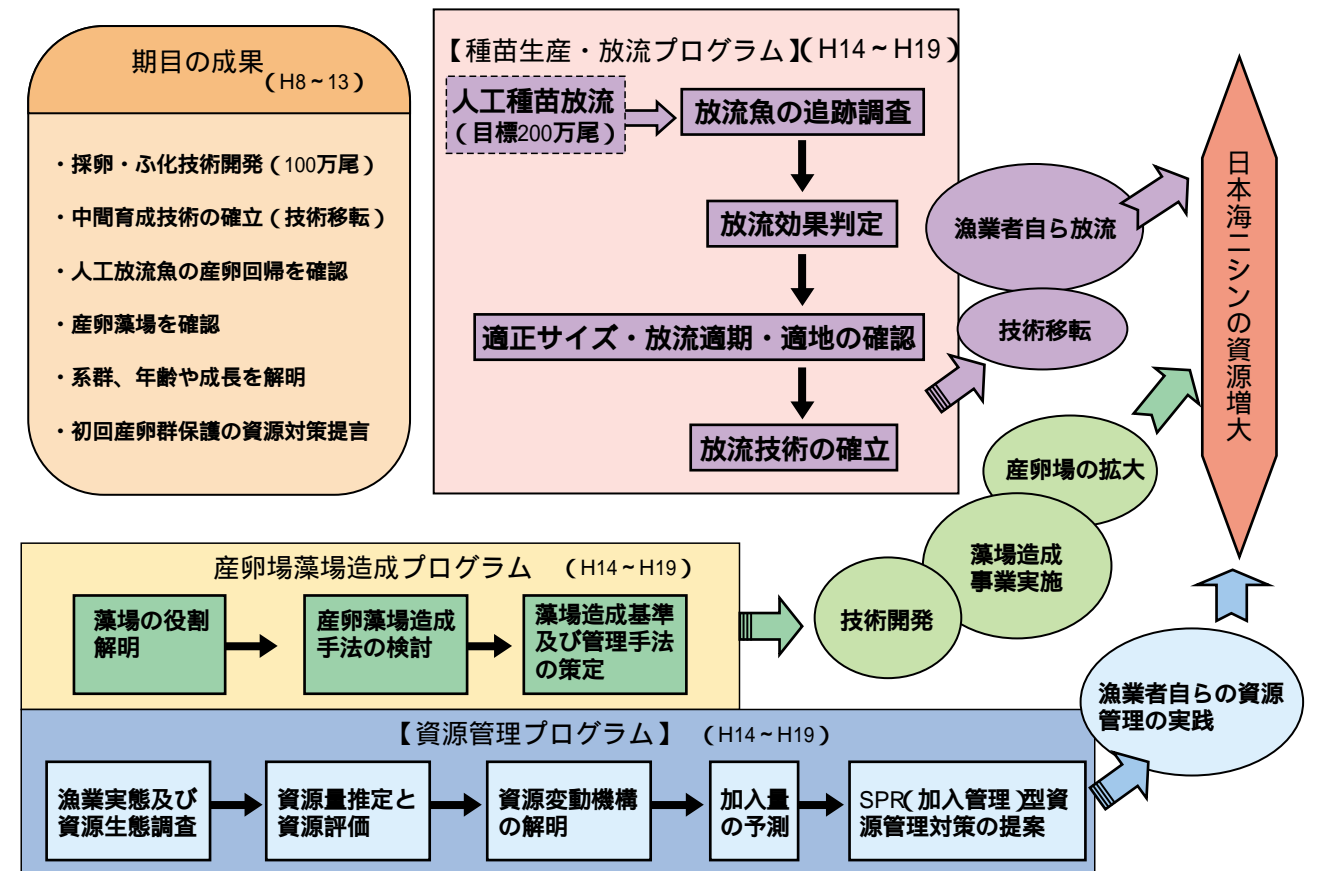 期目の成果
（H8～13）
・採卵・ふ化技術開発（100万尾）
・中間育成技術の確立（技術移転）
・人工放流魚の産卵回帰を確認
・産卵藻場を確認
・系群、年齢や成長を解明
・初回産卵群保護の資源対策提言
【種苗生産・放流プログラム】（H14～H19）
人工種苗放流
（目標200万尾）
放流魚の追跡調査
放流効果判定
適正サイズ・放流適期・適地の確認
放流技術の確立
漁業者自ら放流
技術移転
日本海ニシンの資源増大
産卵場の拡大
藻場造成
事業実施
技術開発
産卵場藻場造成プログラム （H14～H19）
藻場の役割
解明
産卵藻場造成
手法の検討
藻場造成基準
及び管理手法
の策定
漁業者自らの資源
管理の実践
【資源管理プログラム】 （H14～H19）
漁業実態及び
資源生態調査
資源量推定と
資源評価
資源変動機構
の解明
加入量
の予測
SPR（加入管理）型資
源管理対策の提案